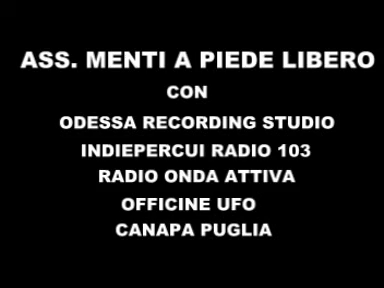 ASS. MENTI A PIEDE LIBERO
CON
ODESSA RECORDING STUDIO
INDIEPERCUI RADIO 103
RADIO ONDA ATTIVA
OFFICINE UFO
CANAPA PUGLIA